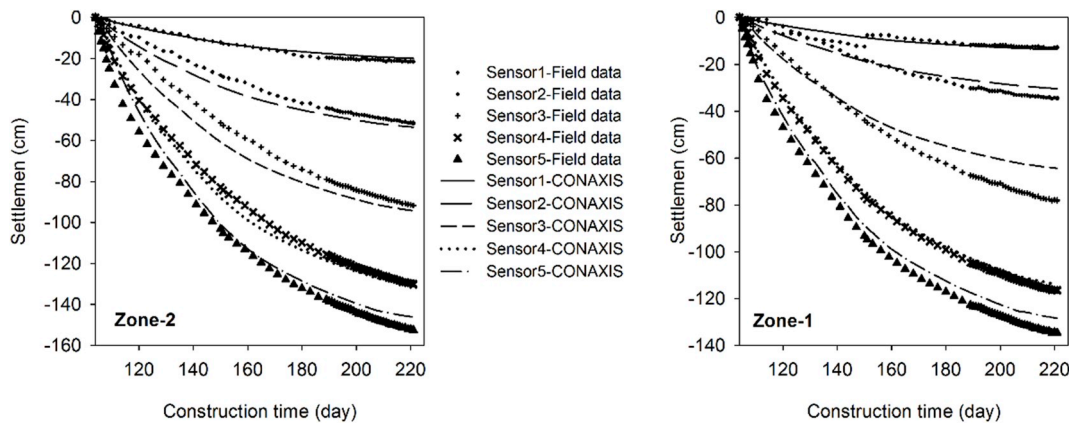 0
-20
-40
-60
-80
-100
-120
-140
-160
Settlemen (cm)
Zone-2
120 140 160 180 200 220
Construction time (day)
Sensor1-Field data
Sensor2-Field data
Sensor3-Field data
Sensor4-Field data
Sensor5-Field data
Sensor1-CONAXIS
Sensor2-CONAXIS
Sensor3-CONAXIS
Sensor4-CONAXIS
Sensor5-CONAXIS
0
-20
-40
-60
-80
-100
-120
-140
Settlemen (cm)
Zone-1
120 140 160 180 200 220
Construction time (day)